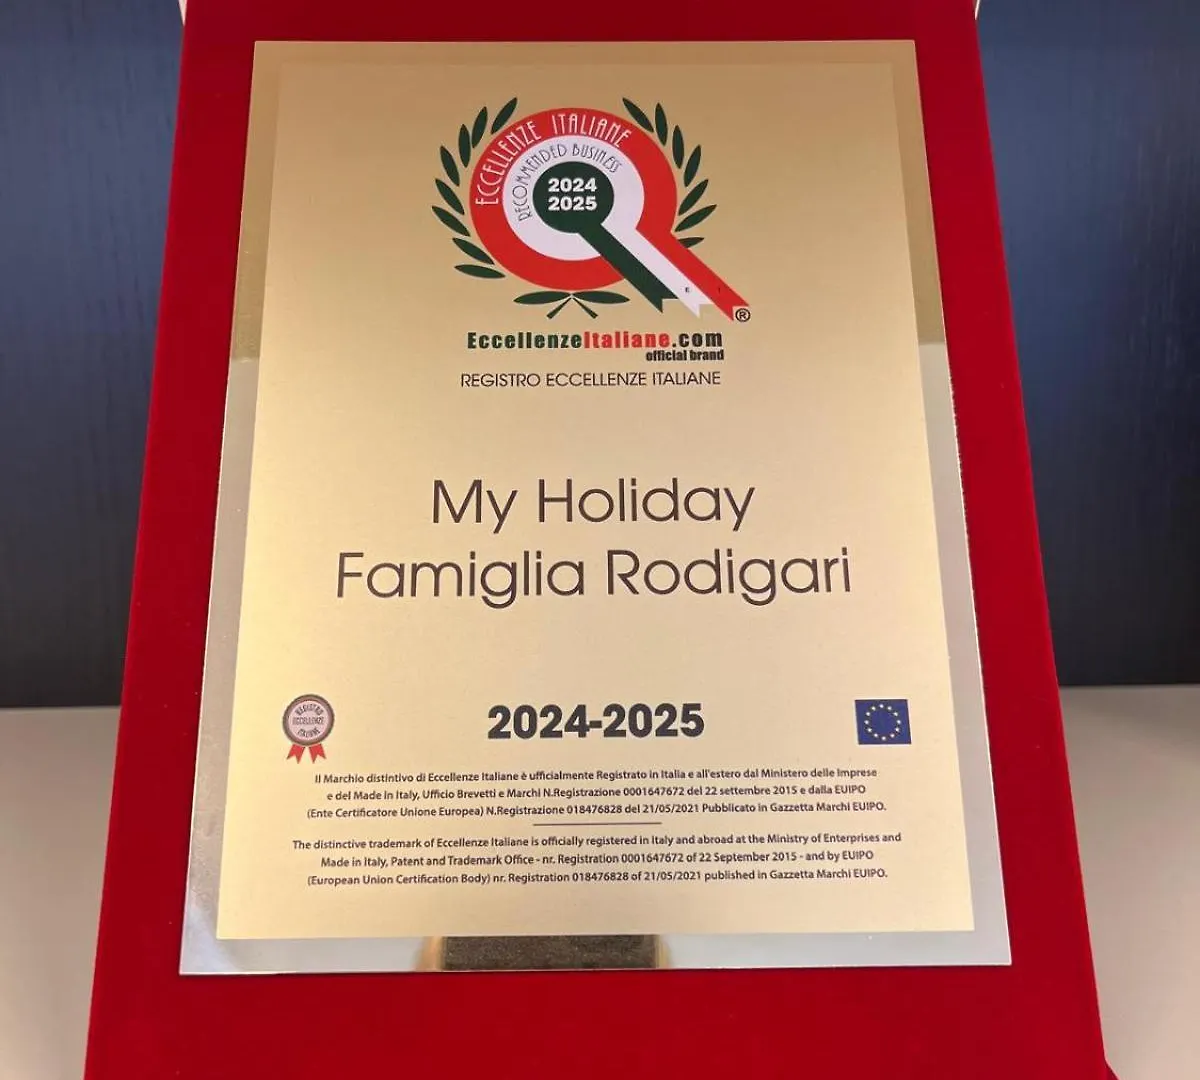 ECCELLENZE ITALIANE
RECOMMENDED BUSINESS
2024
2025
®
EccellenzeItaliane.com
official brand
REGISTRO ECCELLENZE ITALIANE
My Holiday
Famiglia Rodigari
REGISTRO
ECCELLENZE
ITALIANE
2024-2025
Il Marchio distintivo di Eccellenze Italiane è ufficialmente Registrato in Italia e all'estero dal Ministero delle Imprese
e del Made in Italy, Ufficio Brevetti e Marchi N.Registrazione 0001647672 del 22 settembre 2015 e dalla EUIPO
(Ente Certificatore Unione Europea) N.Registrazione 018476828 del 21/05/2021 Pubblicato in Gazzetta Marchi EUIPO.
The distinctive trademark of Eccellenze Italiane is officially registered in Italy and abroad at the Ministry of Enterprises and
Made in Italy, Patent and Trademark Office - nr. Registration 0001647672 of 22 September 2015 - and by EUIPO
(European Union Certification Body) nr. Registration 018476828 of 21/05/2021 published in Gazzetta Marchi EUIPO.